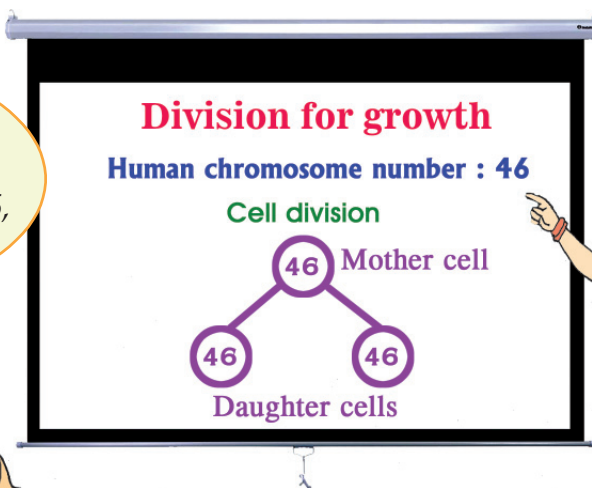 Division for growth
Human chromosome number : 46
Cell division
46 Mother cell
46 46
Daughter cells